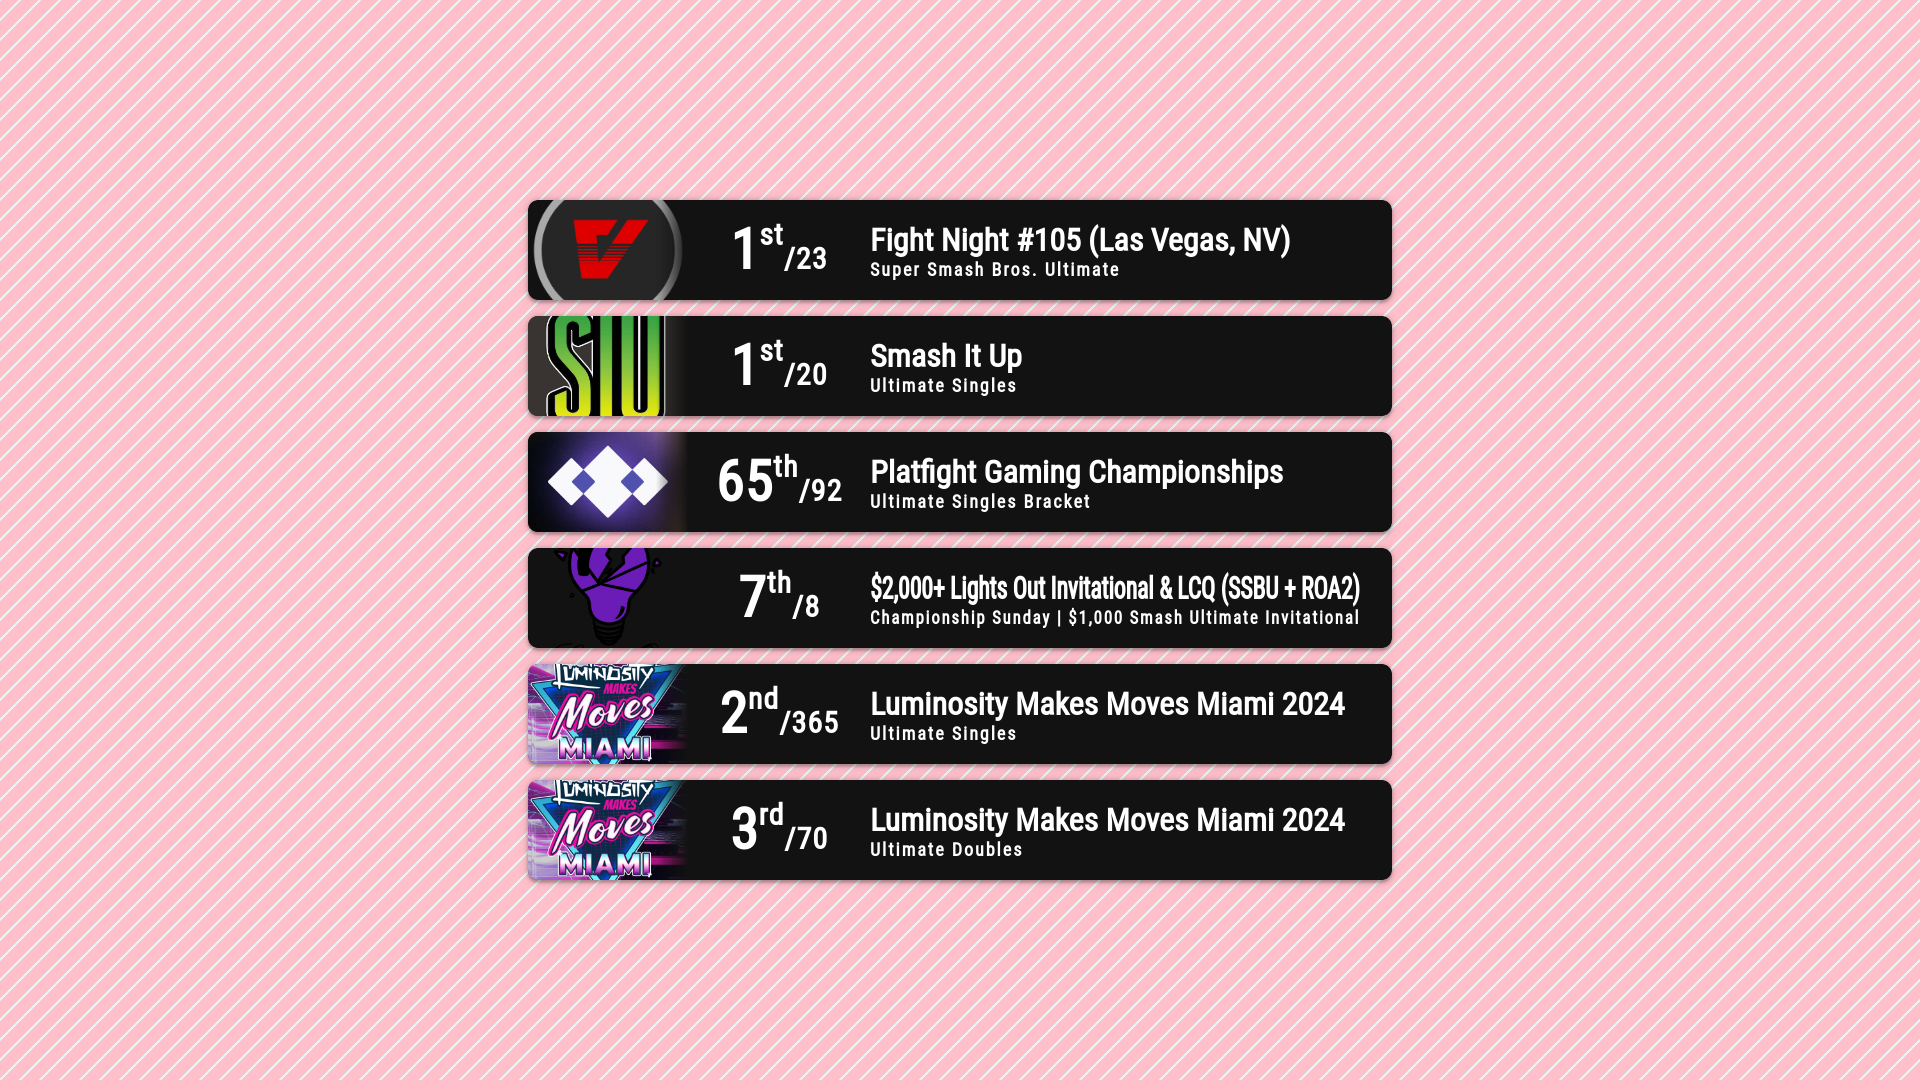 1st/23
Fight Night #105 (Las Vegas, NV)
Super Smash Bros. Ultimate
SIU
1st/20
Smash It Up
Ultimate Singles
65th/92
Platfight Gaming Championships
Ultimate Singles Bracket
7th/8
$2,000+ Lights Out Invitational & LCQ (SSBU + ROA2)
Championship Sunday | $1,000 Smash Ultimate Invitational
LUMINOSITY
MAKES
Moves
MIAMI
2nd/365
Luminosity Makes Moves Miami 2024
Ultimate Singles
LUMINOSITY
MAKES
Moves
MIAMI
3rd/70
Luminosity Makes Moves Miami 2024
Ultimate Doubles